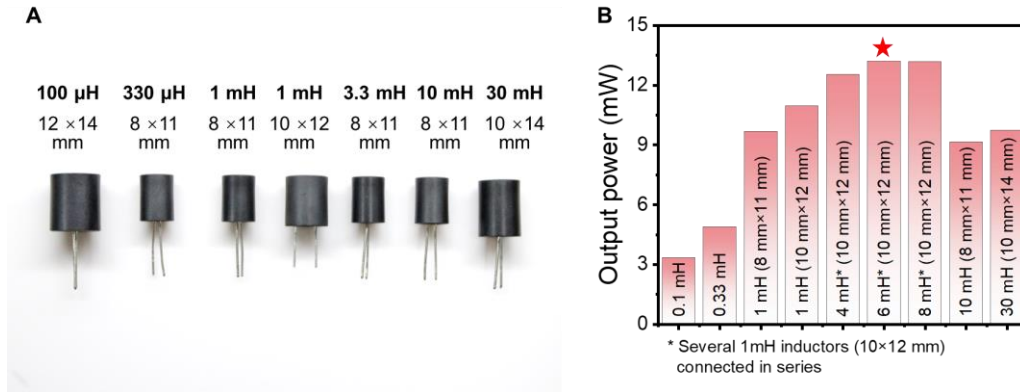 A
100 μH
330 μH
1 mH
1 mH
3.3 mH
10 mH
30 mH
12 ×14
mm
8 ×11
mm
8 ×11
mm
10 ×12
mm
8 ×11
mm
8 ×11
mm
10 ×14
mm
B
Output power (mW)
15
12
9
6
3
0
0.1 mH
0.33 mH
1 mH (8 mm×11 mm)
1 mH (10 mm×12 mm)
4 mH* (10 mm×12 mm)
6 mH* (10 mm×12 mm)
8 mH* (10 mm×12 mm)
10 mH (8 mm×11 mm)
30 mH (10 mm×14 mm)
* Several 1mH inductors (10×12 mm)
connected in series